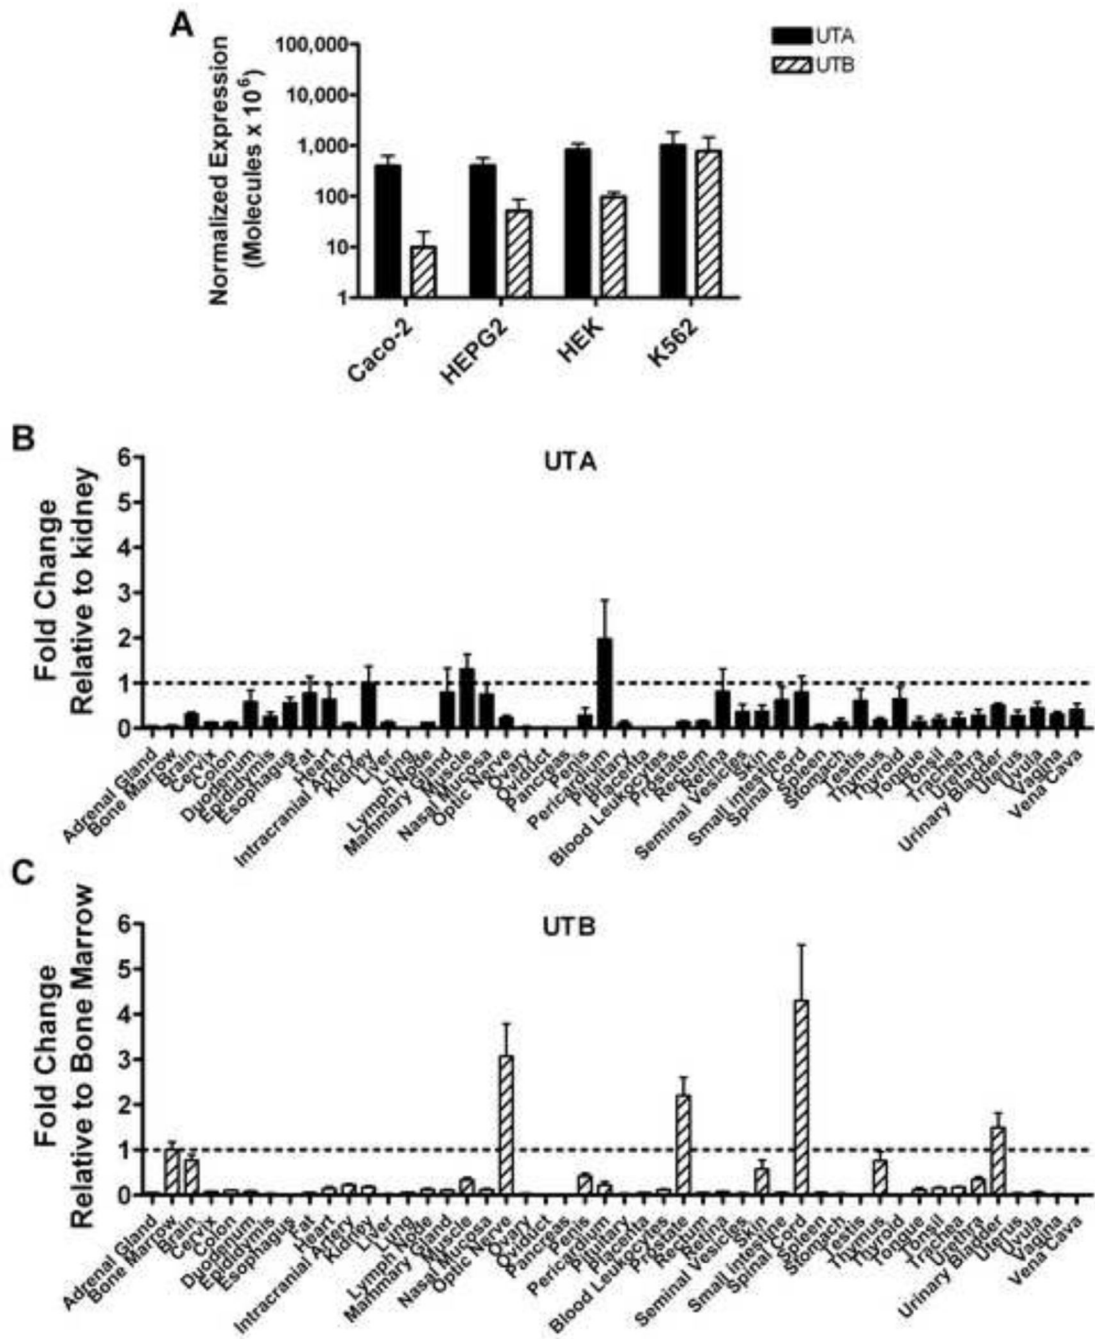 A
UTA
UTB
Normalized Expression
(Molecules x 10⁶)
100,000
10,000
1,000
100
10
1
Caco-2
HEPG2
HEK
K562
B
UTA
Fold Change
Relative to kidney
6
5
4
3
2
1
0
Adrenal Gland
Bone Marrow
Brain
Cervix
Colon
Duodenum
Epididymis
Esophagus
Fat
Heart
Intracranial Artery
Kidney
Liver
Lung
Lymph Node
Mammary Gland
Muscle
Nasal Mucosa
Optic Nerve
Ovary
Oviduct
Pancreas
Penis
Pericardium
Pituitary
Placenta
Blood Leukocytes
Prostate
Rectum
Retina
Seminal Vesicles
Skin
Small intestine
Spinal Cord
Spleen
Stomach
Testis
Thymus
Thyroid
Tongue
Tonsil
Trachea
Urethra
Urinary Bladder
Uterus
Uvula
Vagina
Vena Cava
C
UTB
Fold Change
Relative to Bone Marrow
6
5
4
3
2
1
0
Adrenal Gland
Bone Marrow
Brain
Cervix
Colon
Duodenum
Epididymis
Esophagus
Fat
Heart
Intracranial Artery
Kidney
Liver
Lung
Lymph Node
Mammary Gland
Muscle
Nasal Mucosa
Optic Nerve
Ovary
Oviduct
Pancreas
Penis
Pericardium
Pituitary
Placenta
Blood Leukocytes
Prostate
Rectum
Retina
Seminal Vesicles
Skin
Small intestine
Spinal Cord
Spleen
Stomach
Testis
Thymus
Thyroid
Tongue
Tonsil
Trachea
Urethra
Urinary Bladder
Uterus
Uvula
Vagina
Vena Cava